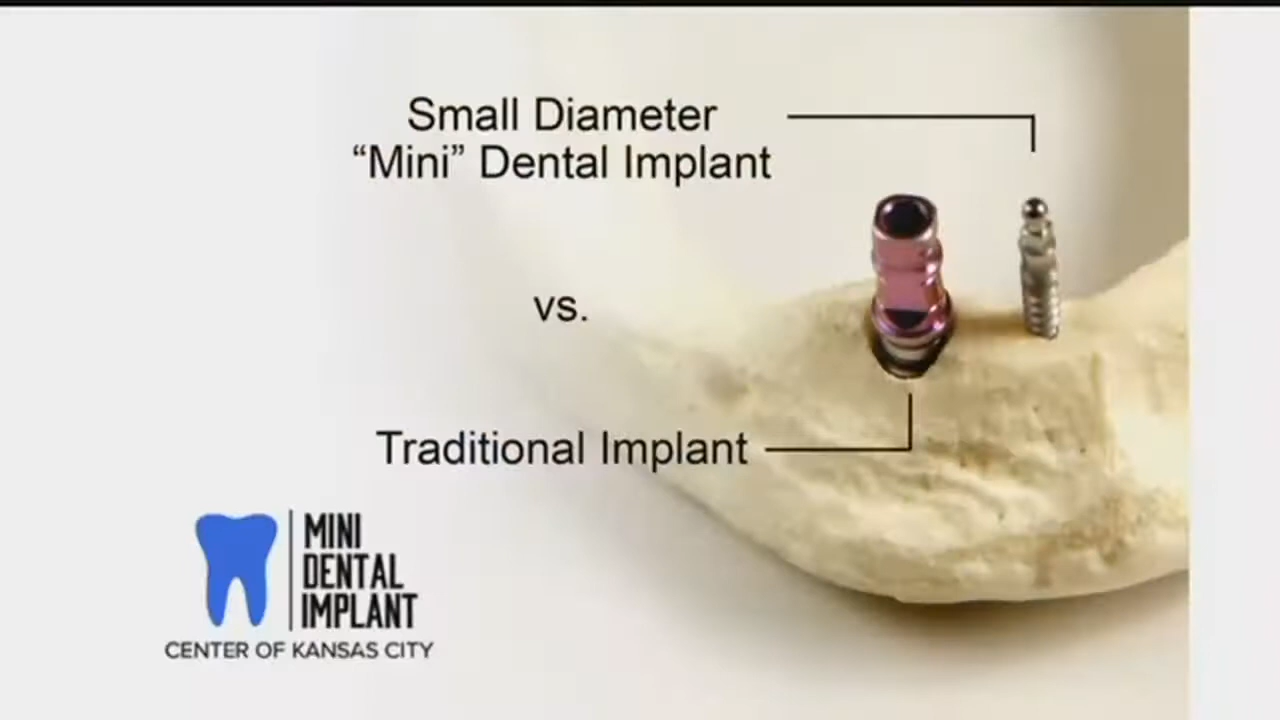 Small Diameter
“Mini” Dental Implant
vs.
Traditional Implant
MINI
DENTAL
IMPLANT
CENTER OF KANSAS CITY